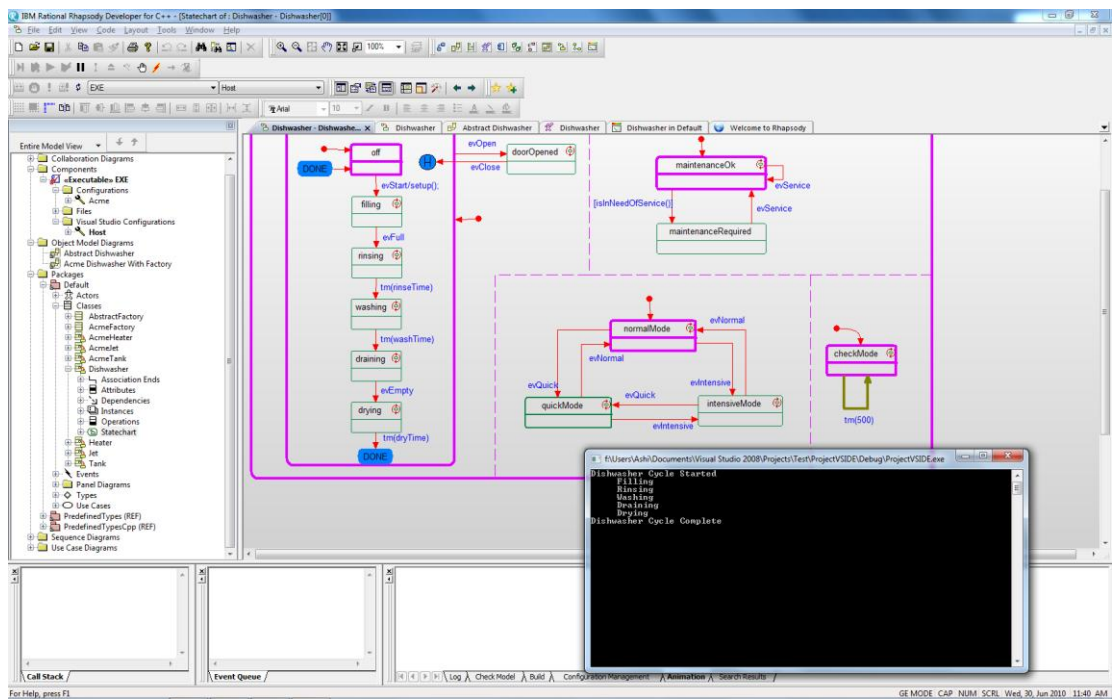 IBM Rational Rhapsody Developer for C++ - [Statechart of : Dishwasher - Dishwasher[0]]
File Edit View Code Layout Tools Window Help
100%
EXE Host
Arial 10 B I
Dishwasher - Dishwashe... Dishwasher Abstract Dishwasher Dishwasher Dishwasher in Default Welcome to Rhapsody
Entire Model View
Collaboration Diagrams
Components
«Executable» EXE
Configurations
Acme
Files
Visual Studio Configurations
Host
Object Model Diagrams
Abstract Dishwasher
Acme Dishwasher With Factory
Packages
Default
Actors
Classes
AbstractFactory
AcmeFactory
AcmeHeater
AcmeJet
AcmeTank
Dishwasher
Association Ends
Attributes
Dependencies
Instances
Operations
Statechart
Heater
Jet
Tank
Events
Panel Diagrams
Types
Use Cases
PredefinedTypes (REF)
PredefinedTypesCpp (REF)
Sequence Diagrams
Use Case Diagrams
off
DONE
evStart/setup();
filling
evFull
rinsing
tm(rinseTime)
washing
tm(washTime)
draining
evEmpty
drying
tm(dryTime)
DONE
evOpen
H
evClose
doorOpened
maintenanceOk
evService
[isInNeedOfService()]
evService
maintenanceRequired
normalMode
evNormal
evNormal
evQuick
evIntensive
evQuick
quickMode
intensiveMode
evIntensive
checkMode
tm(500)
f:\Users\Ashi\Documents\Visual Studio 2008\Projects\Test\ProjectVSIDE\Debug\ProjectVSIDE.exe
Dishwasher Cycle Started
Filling
Rinsing
Washing
Draining
Drying
Dishwasher Cycle Complete
Call Stack
Event Queue
Log Check Model Build Configuration Management Animation Search Results
For Help, press F1
GE MODE CAP NUM SCRL Wed, 30, Jun 2010 11:40 AM